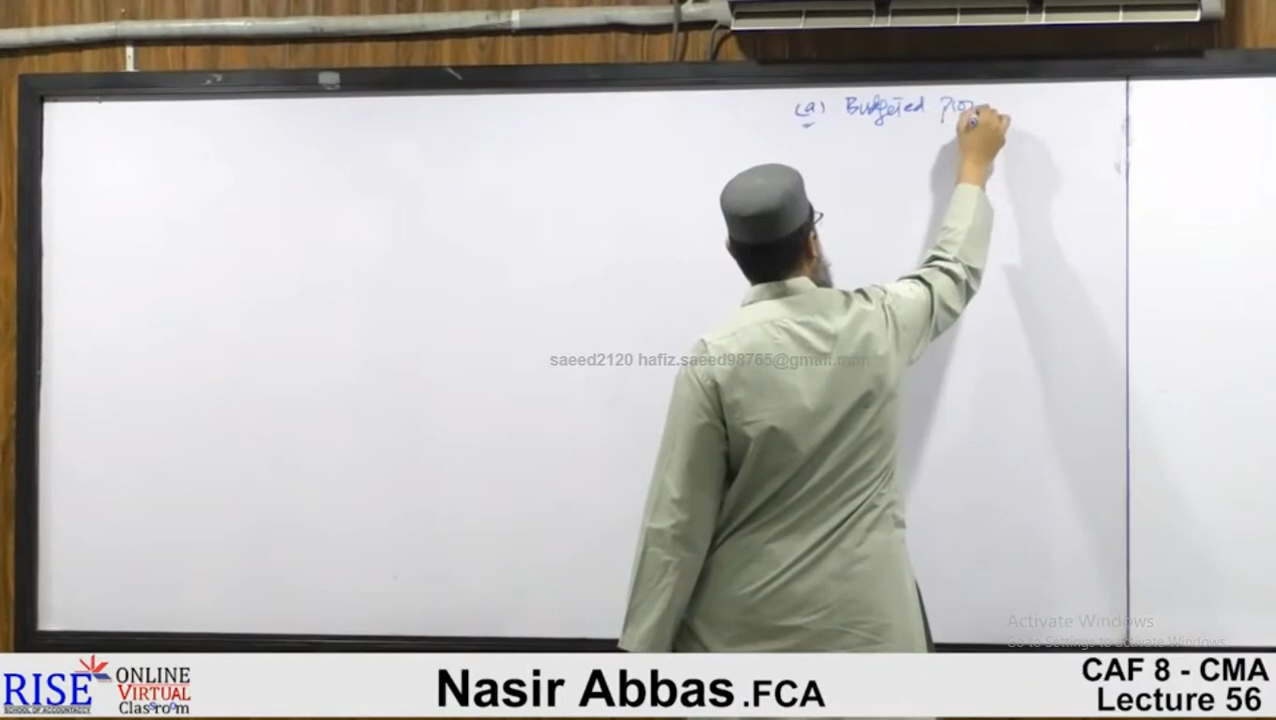 (a) Budgeted
saeed2120 hafiz.saeed98765@gmail.com
Activate Windows
Go to Settings to activate Windows.
RISE
SCHOOL OF ACCOUNTANCY
ONLINE
VIRTUAL
Classroom
Nasir Abbas .FCA
CAF 8 - CMA
Lecture 56